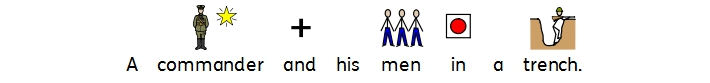 A commander and his men in a trench.